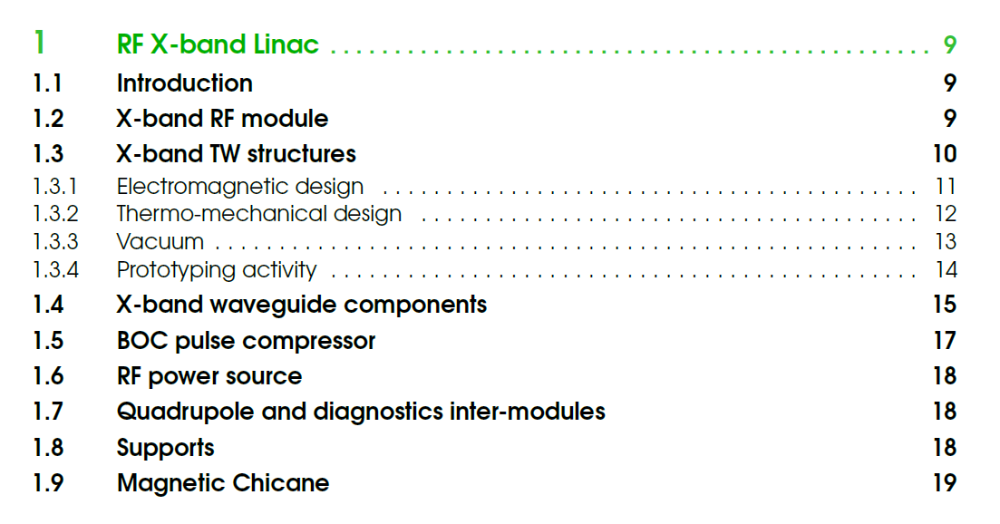 1 RF X-band Linac . . . . . . . . . . . . . . . . . . . . . . . . . . . . . . . . . . . . . . . . . . . . . . . 9
1.1 Introduction 9
1.2 X-band RF module 9
1.3 X-band TW structures 10
1.3.1 Electromagnetic design . . . . . . . . . . . . . . . . . . . . . . . . . . . . . . . . . . . . . . . . . . 11
1.3.2 Thermo-mechanical design . . . . . . . . . . . . . . . . . . . . . . . . . . . . . . . . . . . . . . . 12
1.3.3 Vacuum . . . . . . . . . . . . . . . . . . . . . . . . . . . . . . . . . . . . . . . . . . . . . . . . . . . . . . . 13
1.3.4 Prototyping activity . . . . . . . . . . . . . . . . . . . . . . . . . . . . . . . . . . . . . . . . . . . . . . 14
1.4 X-band waveguide components 15
1.5 BOC pulse compressor 17
1.6 RF power source 18
1.7 Quadrupole and diagnostics inter-modules 18
1.8 Supports 18
1.9 Magnetic Chicane 19